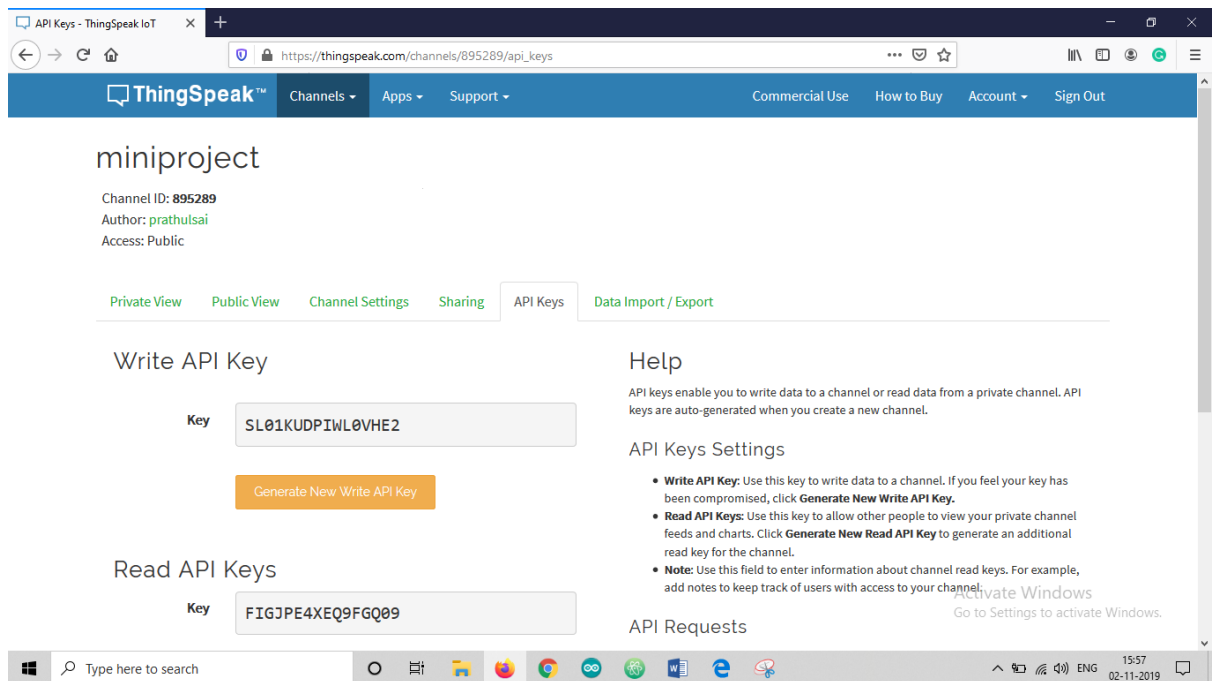 API Keys - ThingSpeak IoT
https://thingspeak.com/channels/895289/api_keys
ThingSpeak™ Channels Apps Support Commercial Use How to Buy Account Sign Out
miniproject
Channel ID: 895289
Author: prathulsai
Access: Public
Private View Public View Channel Settings Sharing API Keys Data Import / Export
Write API Key
Key SL01KUDPIWL0VHE2
Generate New Write API Key
Read API Keys
Key FIGJPE4XEQ9FGQ09
Help
API keys enable you to write data to a channel or read data from a private channel. API
keys are auto-generated when you create a new channel.
API Keys Settings
Write API Key: Use this key to write data to a channel. If you feel your key has
been compromised, click Generate New Write API Key.
Read API Keys: Use this key to allow other people to view your private channel
feeds and charts. Click Generate New Read API Key to generate an additional
read key for the channel.
Note: Use this field to enter information about channel read keys. For example,
add notes to keep track of users with access to your channel.
API Requests
Activate Windows
Go to Settings to activate Windows.
Type here to search
ENG
15:57
02-11-2019